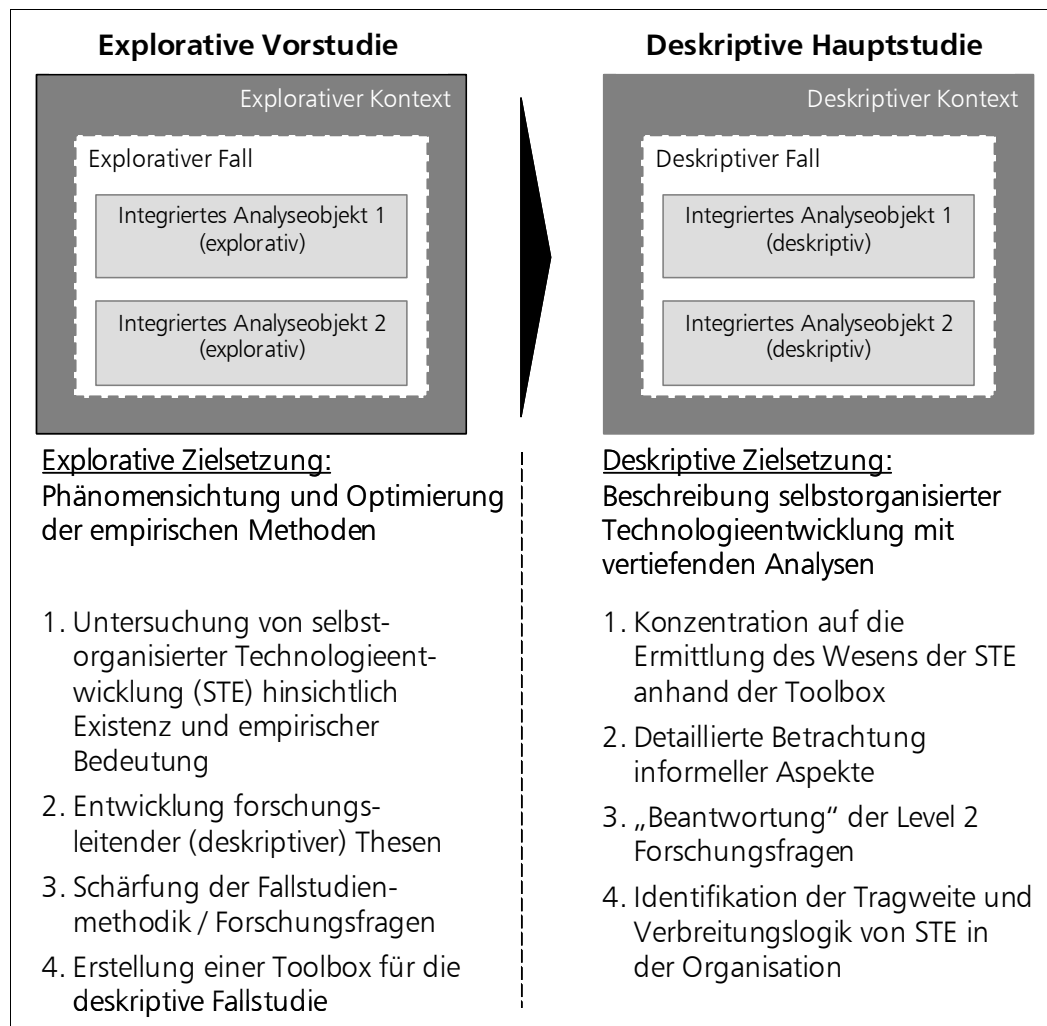 Explorative Vorstudie
Explorativer Kontext
Explorativer Fall
Integriertes Analyseobjekt 1
(explorativ)
Integriertes Analyseobjekt 2
(explorativ)
Explorative Zielsetzung:
Phänomensichtung und Optimierung
der empirischen Methoden
1. Untersuchung von selbst-
organisierter Technologieent-
wicklung (STE) hinsichtlich
Existenz und empirischer
Bedeutung
2. Entwicklung forschungs-
leitender (deskriptiver) Thesen
3. Schärfung der Fallstudien-
methodik / Forschungsfragen
4. Erstellung einer Toolbox für die
deskriptive Fallstudie
Deskriptive Hauptstudie
Deskriptiver Kontext
Deskriptiver Fall
Integriertes Analyseobjekt 1
(deskriptiv)
Integriertes Analyseobjekt 2
(deskriptiv)
Deskriptive Zielsetzung:
Beschreibung selbstorganisierter
Technologieentwicklung mit
vertiefenden Analysen
1. Konzentration auf die
Ermittlung des Wesens der STE
anhand der Toolbox
2. Detaillierte Betrachtung
informeller Aspekte
3. „Beantwortung“ der Level 2
Forschungsfragen
4. Identifikation der Tragweite und
Verbreitungslogik von STE in
der Organisation